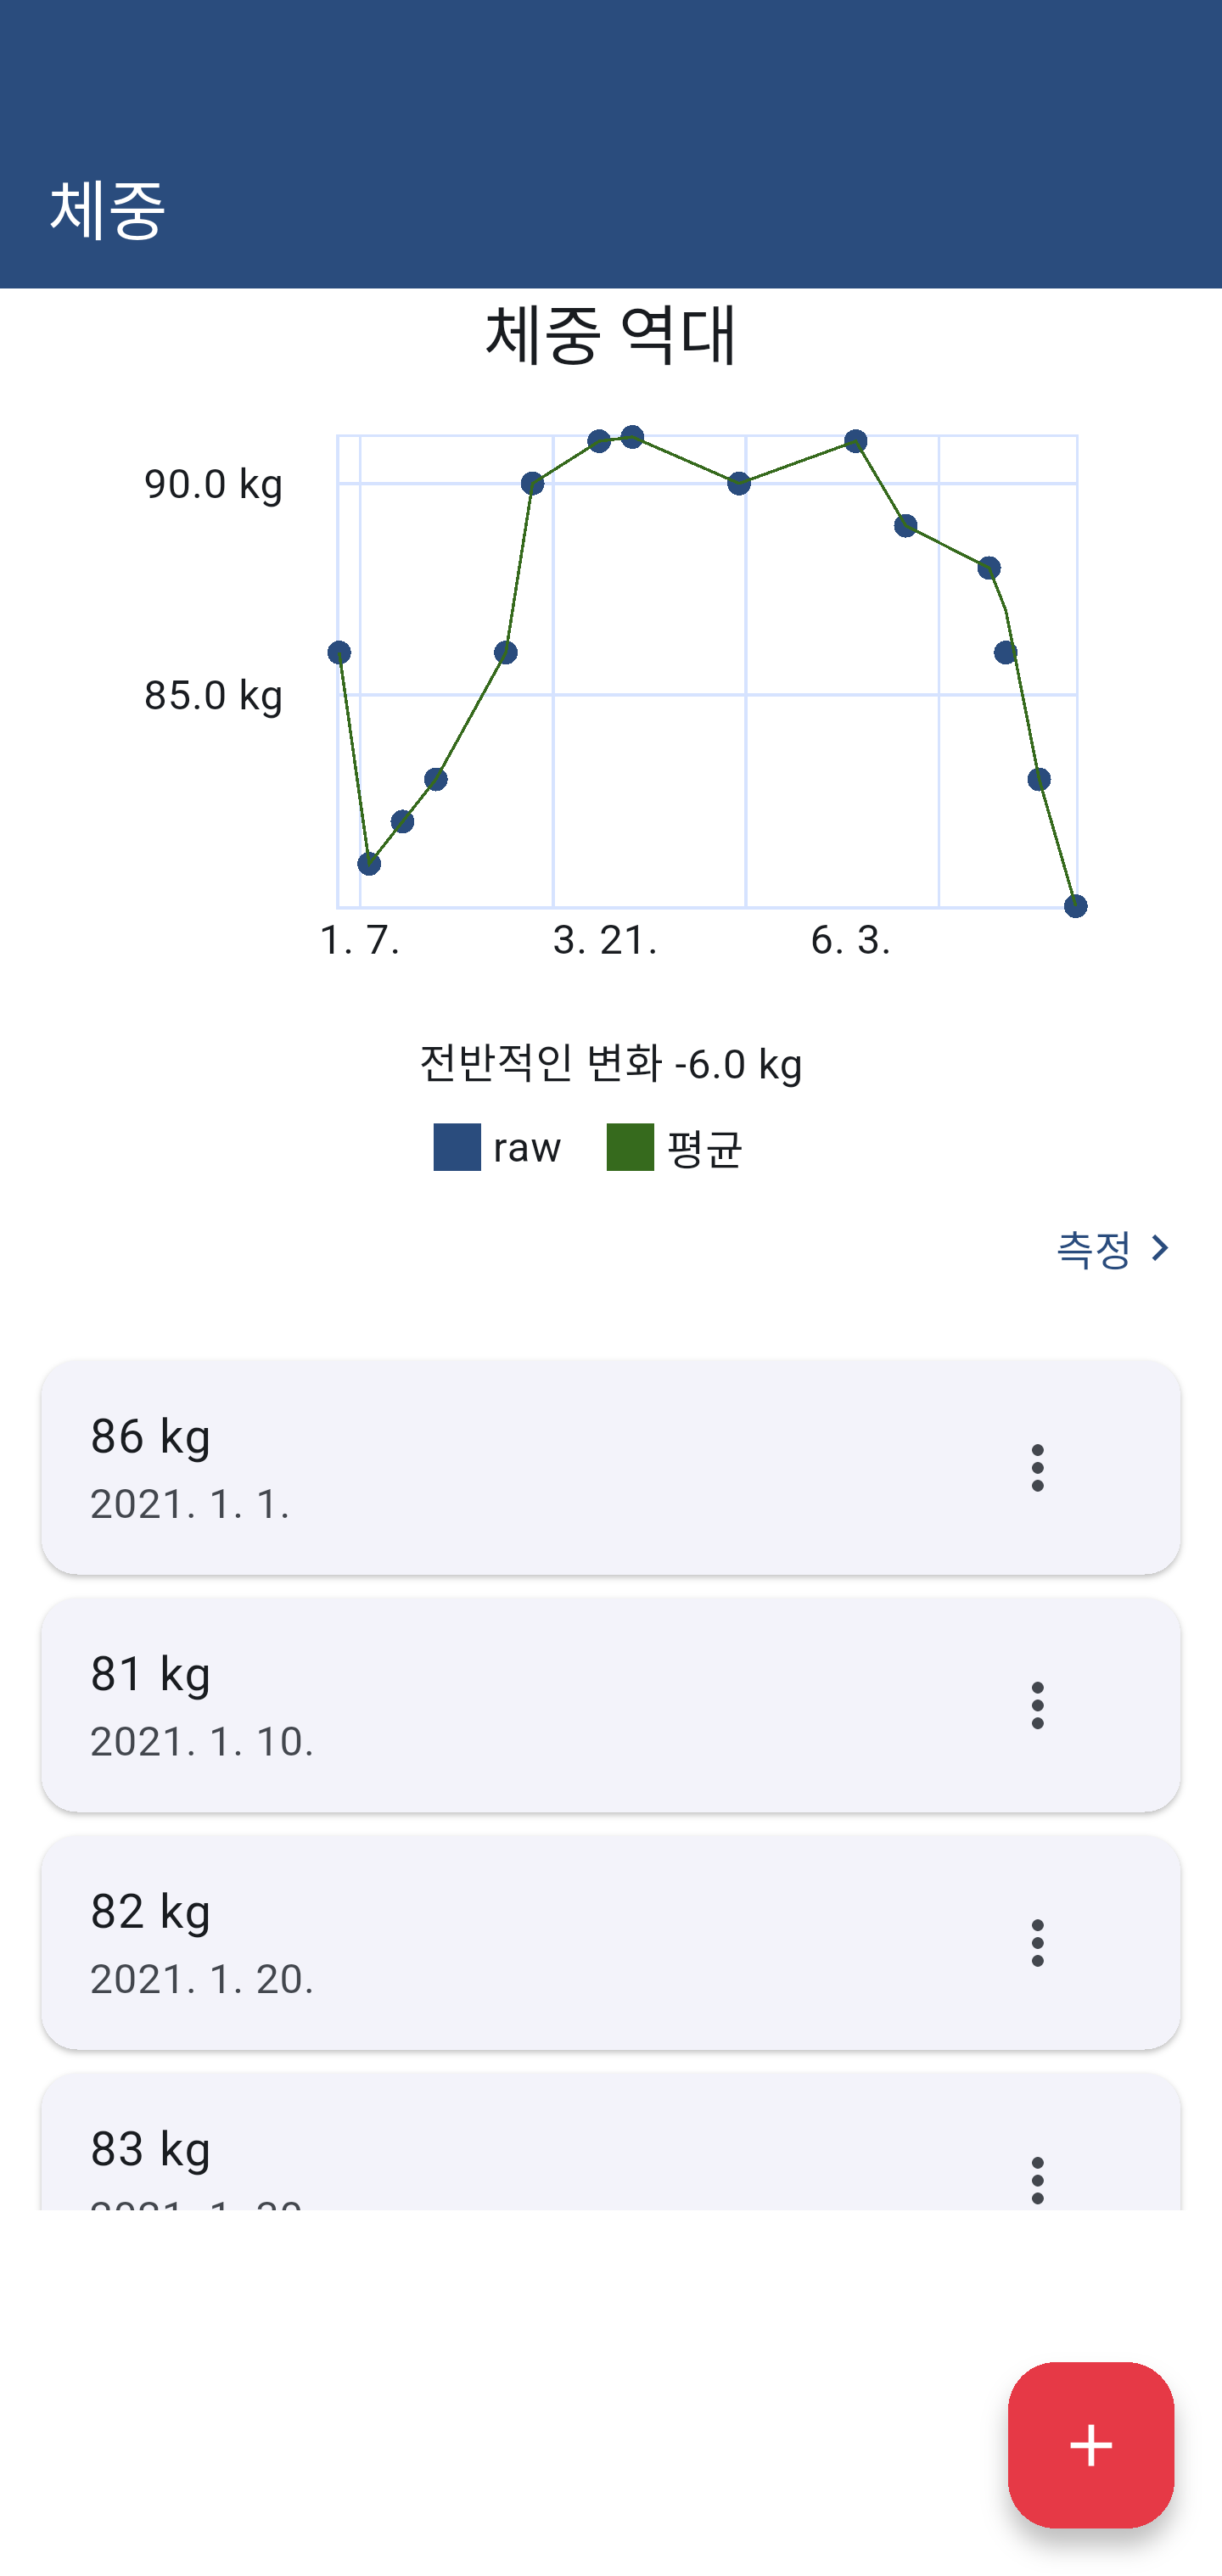 체중
체중 역대
90.0 kg
85.0 kg
1. 7.
3. 21.
6. 3.
전반적인 변화 -6.0 kg
raw
평균
측정
86 kg
2021. 1. 1.
81 kg
2021. 1. 10.
82 kg
2021. 1. 20.
83 kg